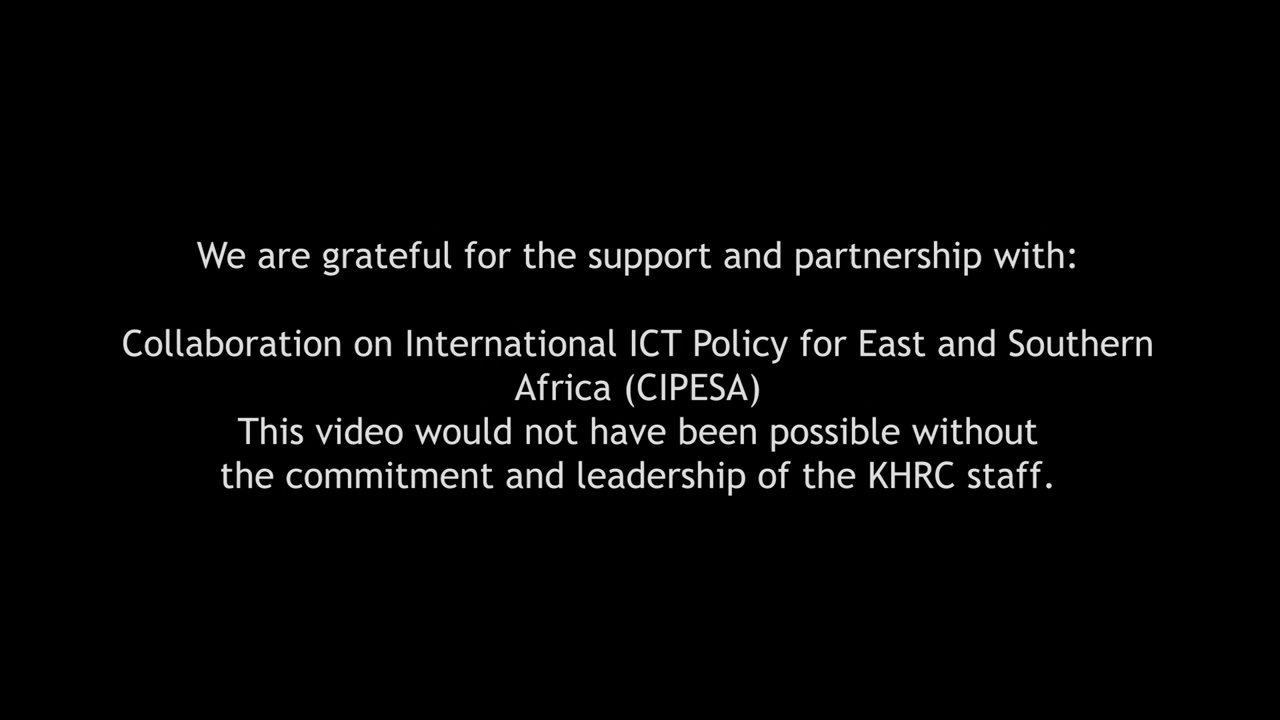 We are grateful for the support and partnership with:
Collaboration on International ICT Policy for East and Southern
Africa (CIPESA)
This video would not have been possible without
the commitment and leadership of the KHRC staff.